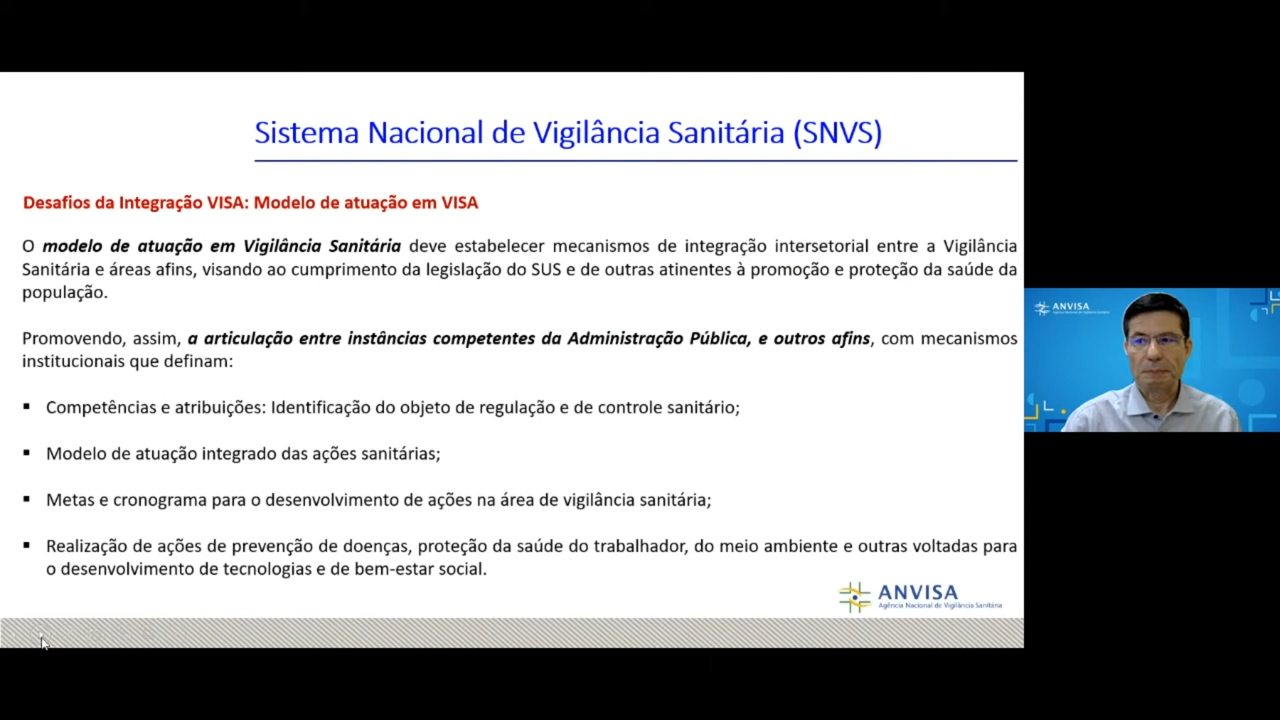 Sistema Nacional de Vigilância Sanitária (SNVS)
Desafios da Integração VISA: Modelo de atuação em VISA
O modelo de atuação em Vigilância Sanitária deve estabelecer mecanismos de integração intersetorial entre a Vigilância
Sanitária e áreas afins, visando ao cumprimento da legislação do SUS e de outras atinentes à promoção e proteção da saúde da
população.
Promovendo, assim, a articulação entre instâncias competentes da Administração Pública, e outros afins, com mecanismos
institucionais que definam:
▪ Competências e atribuições: Identificação do objeto de regulação e de controle sanitário;
▪ Modelo de atuação integrado das ações sanitárias;
▪ Metas e cronograma para o desenvolvimento de ações na área de vigilância sanitária;
▪ Realização de ações de prevenção de doenças, proteção da saúde do trabalhador, do meio ambiente e outras voltadas para
o desenvolvimento de tecnologias e de bem-estar social.
ANVISA
Agência Nacional de Vigilância Sanitária
ANVISA
Agência Nacional de Vigilância Sanitária